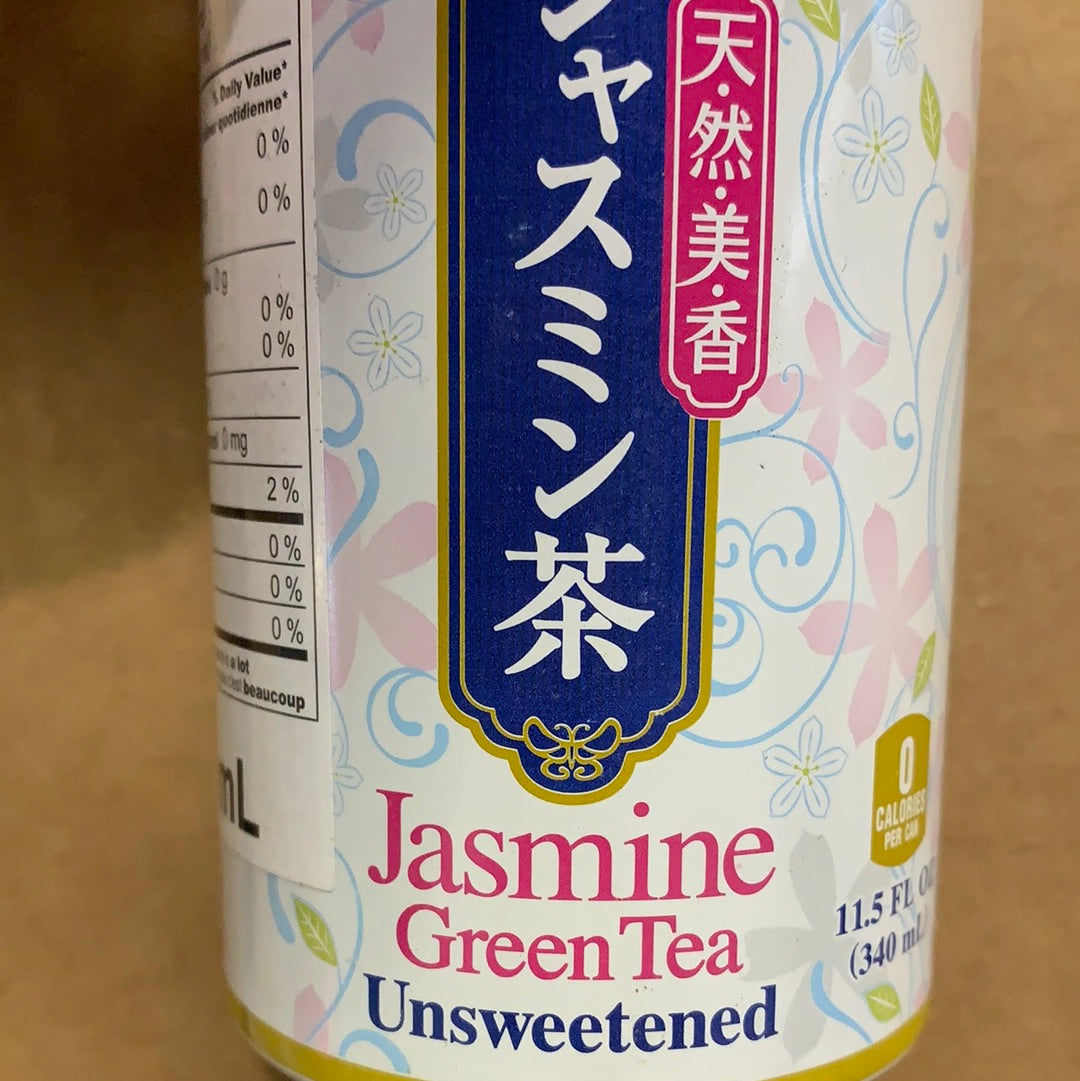 % Daily Value*
quotidienne*
0 %
0 %
0 g
0 %
0 %
0 mg
2 %
0 %
0 %
0 %
a lot
c'est beaucoup
mL
ャスミン茶
天・然・美・香
Jasmine
Green Tea
Unsweetened
0
CALORIES
PER CAN
11.5 FL
(340 mL